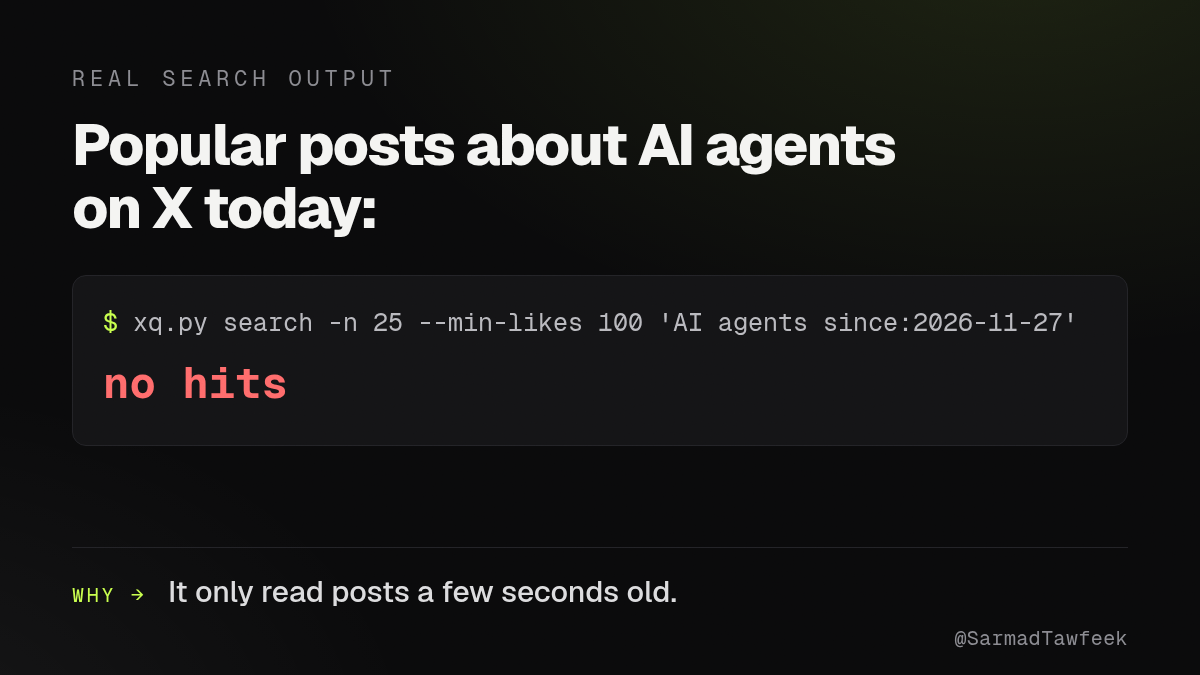 REAL SEARCH OUTPUT
Popular posts about AI agents
on X today:
$ xq.py search -n 25 --min-likes 100 'AI agents since:2026-11-27'
no hits
WHY → It only read posts a few seconds old.
@SarmadTawfeek